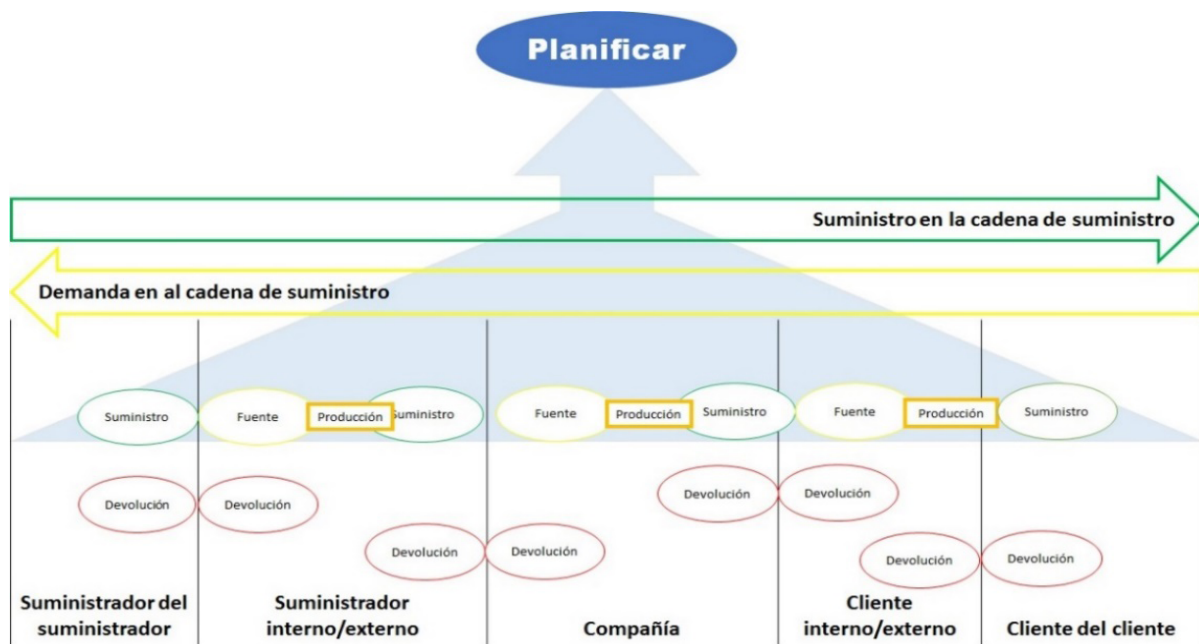 Planificar
Suministro en la cadena de suministro
Demanda en al cadena de suministro
Suministro
Fuente
Producción
Suministro
Fuente
Producción
Suministro
Fuente
Producción
Suministro
Devolución
Devolución
Devolución
Devolución
Devolución
Devolución
Devolución
Devolución
Suministrador del
suministrador
Suministrador
interno/externo
Compañía
Cliente
interno/externo
Cliente del cliente